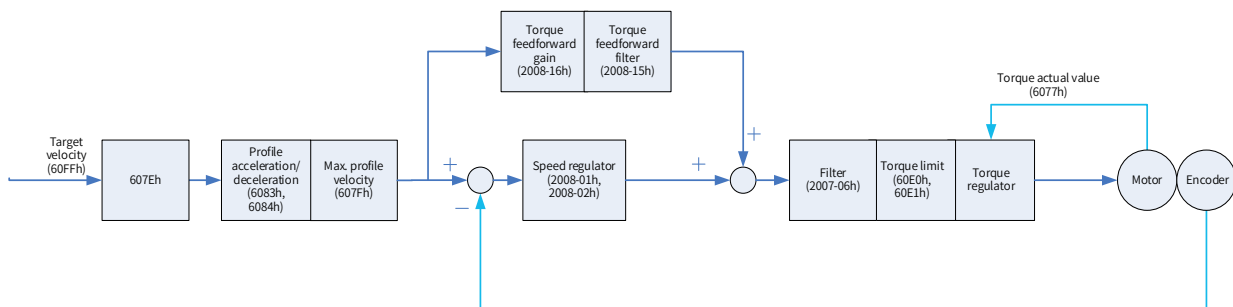 Torque
feedforward
gain
(2008-16h)
Torque
feedforward
filter
(2008-15h)
Torque actual value
(6077h)
Target
velocity
(60FFh)
607Eh
Profile
acceleration/
deceleration
(6083h,
6084h)
Max. profile
velocity
(607Fh)
+
−
Speed regulator
(2008-01h,
2008-02h)
+
+
Filter
(2007-06h)
Torque limit
(60E0h,
60E1h)
Torque
regulator
Motor
Encoder